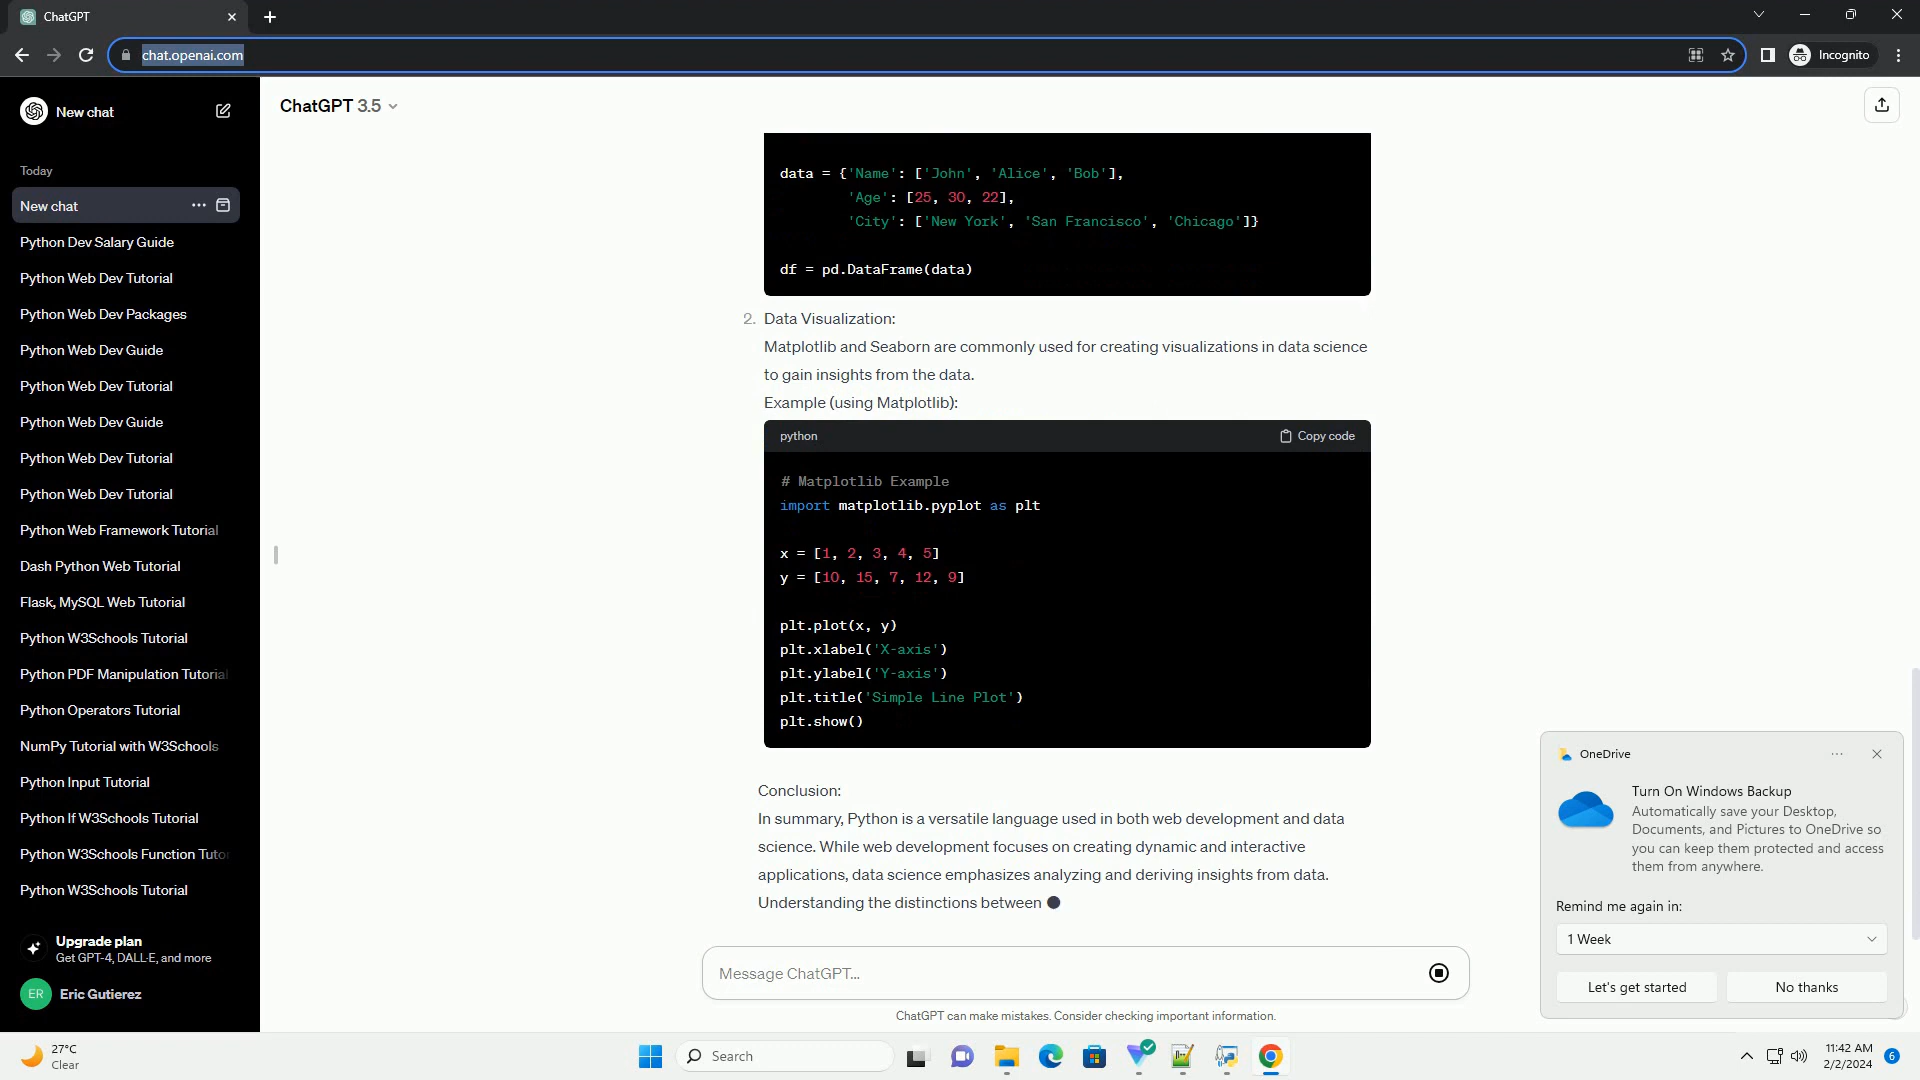 ChatGPT
chat.openai.com
Incognito
New chat
ChatGPT 3.5
Today
New chat
Python Dev Salary Guide
Python Web Dev Tutorial
Python Web Dev Packages
Python Web Dev Guide
Python Web Dev Tutorial
Python Web Dev Guide
Python Web Dev Tutorial
Python Web Dev Tutorial
Python Web Framework Tutorial
Dash Python Web Tutorial
Flask, MySQL Web Tutorial
Python W3Schools Tutorial
Python PDF Manipulation Tutorial
Python Operators Tutorial
NumPy Tutorial with W3Schools
Python Input Tutorial
Python If W3Schools Tutorial
Python W3Schools Function Tuto
Python W3Schools Tutorial
Upgrade plan
Get GPT-4, DALL·E, and more
ER Eric Gutierez
data = {'Name': ['John', 'Alice', 'Bob'],
'Age': [25, 30, 22],
'City': ['New York', 'San Francisco', 'Chicago']}
df = pd.DataFrame(data)
2. Data Visualization:
Matplotlib and Seaborn are commonly used for creating visualizations in data science
to gain insights from the data.
Example (using Matplotlib):
python Copy code
# Matplotlib Example
import matplotlib.pyplot as plt
x = [1, 2, 3, 4, 5]
y = [10, 15, 7, 12, 9]
plt.plot(x, y)
plt.xlabel('X-axis')
plt.ylabel('Y-axis')
plt.title('Simple Line Plot')
plt.show()
Conclusion:
In summary, Python is a versatile language used in both web development and data
science. While web development focuses on creating dynamic and interactive
applications, data science emphasizes analyzing and deriving insights from data.
Understanding the distinctions between
Message ChatGPT...
ChatGPT can make mistakes. Consider checking important information.
OneDrive
Turn On Windows Backup
Automatically save your Desktop,
Documents, and Pictures to OneDrive so
you can keep them protected and access
them from anywhere.
Remind me again in:
1 Week
Let's get started
No thanks
27°C
Clear
Search
11:42 AM
2/2/2024
6